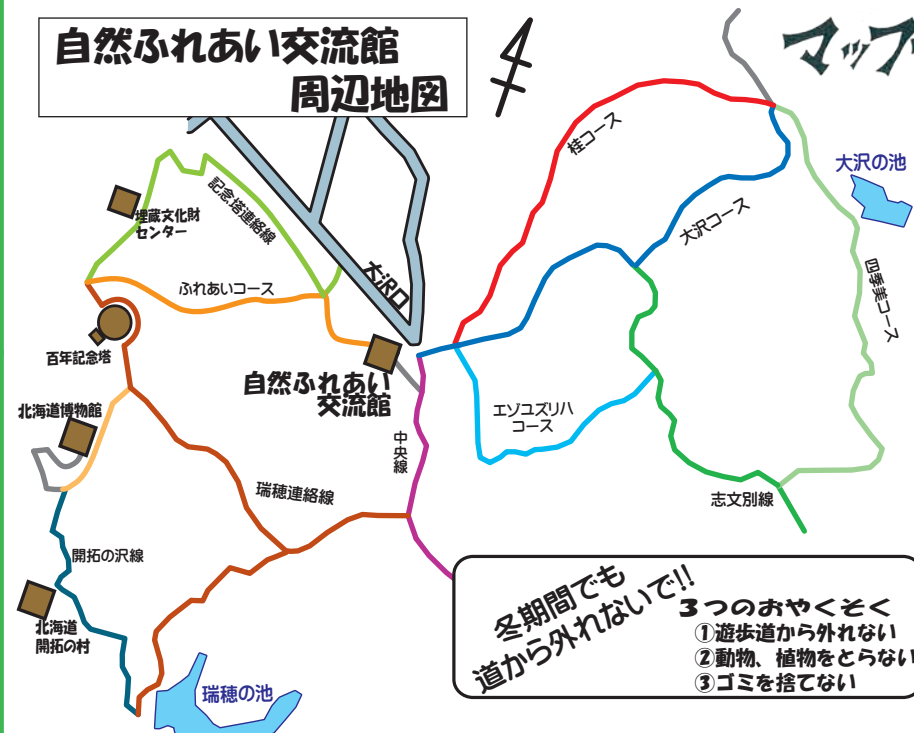 自然ふれあい交流館
周辺地図
マップ
桂コース
大沢の池
記念塔連絡線
埋蔵文化財
センター
大沢コース
ふれあいコース
大沢口
四季美コース
百年記念塔
自然ふれあい
交流館
北海道博物館
エゾユズリハ
コース
中央線
瑞穂連絡線
志文別線
開拓の沢線
北海道
開拓の村
瑞穂の池
冬期間でも
道から外れないで!!
3つのおやくそく
①遊歩道から外れない
②動物、植物をとらない
③ゴミを捨てない